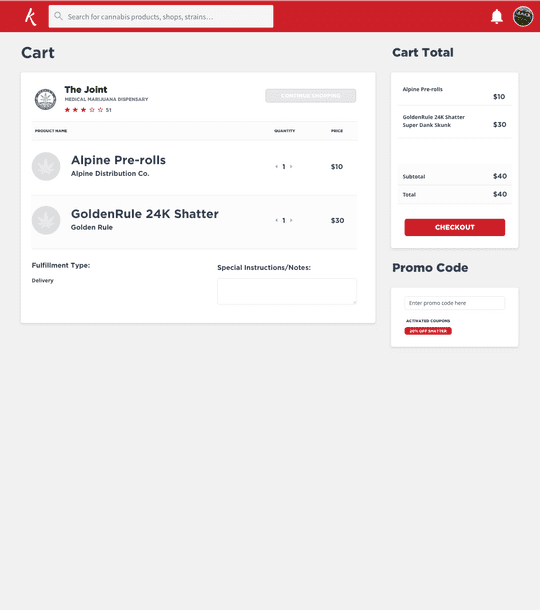 Search for cannabis products, shops, strains...
Cart
The Joint
MEDICAL MARIJUANA DISPENSARY
51
CONTINUE SHOPPING
PRODUCT NAME
QUANTITY
PRICE
Alpine Pre-rolls
Alpine Distribution Co.
1
$10
GoldenRule 24K Shatter
Golden Rule
1
$30
Fulfillment Type:
Delivery
Special Instructions/Notes:
Cart Total
Alpine Pre-rolls
$10
GoldenRule 24K Shatter
Super Dank Skunk
$30
Subtotal
$40
Total
$40
CHECKOUT
Promo Code
Enter promo code here
ACTIVATED COUPONS
20% OFF SHATTER